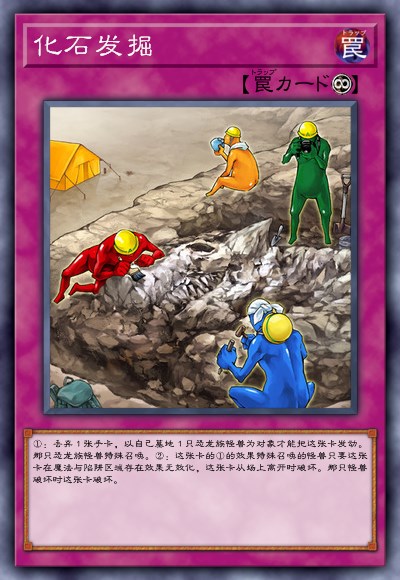 化石发掘
トラップ
罠
トラップ
【罠カード】
①：丢弃1张手卡，以自己墓地1只恐龙族怪兽为对象才能把这张卡发动。
那只恐龙族怪兽特殊召唤。②：这张卡的①的效果特殊召唤的怪兽只要这张
卡在魔法与陷阱区域存在效果无效化，这张卡从场上离开时破坏。那只怪兽
破坏时这张卡破坏。